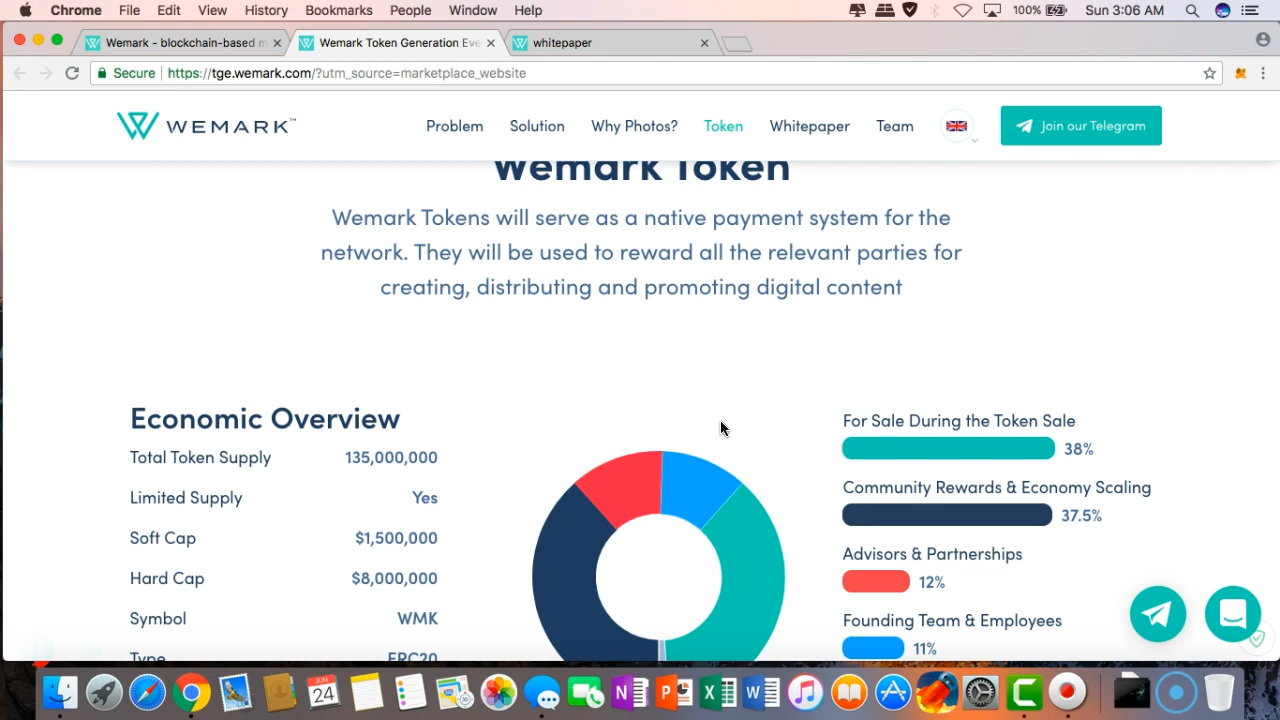 Chrome File Edit View History Bookmarks People Window Help 100% Sun 3:06 AM
Wemark - blockchain-based m
Wemark Token Generation Eve
whitepaper
Secure https://tge.wemark.com/?utm_source=marketplace_website
WEMARK™
Problem Solution Why Photos? Token Whitepaper Team Join our Telegram
Wemark Token
Wemark Tokens will serve as a native payment system for the
network. They will be used to reward all the relevant parties for
creating, distributing and promoting digital content
Economic Overview
Total Token Supply 135,000,000
Limited Supply Yes
Soft Cap $1,500,000
Hard Cap $8,000,000
Symbol WMK
Type ERC20
For Sale During the Token Sale
38%
Community Rewards & Economy Scaling
37.5%
Advisors & Partnerships
12%
Founding Team & Employees
11%
JUN
24
N
P
X
W
C